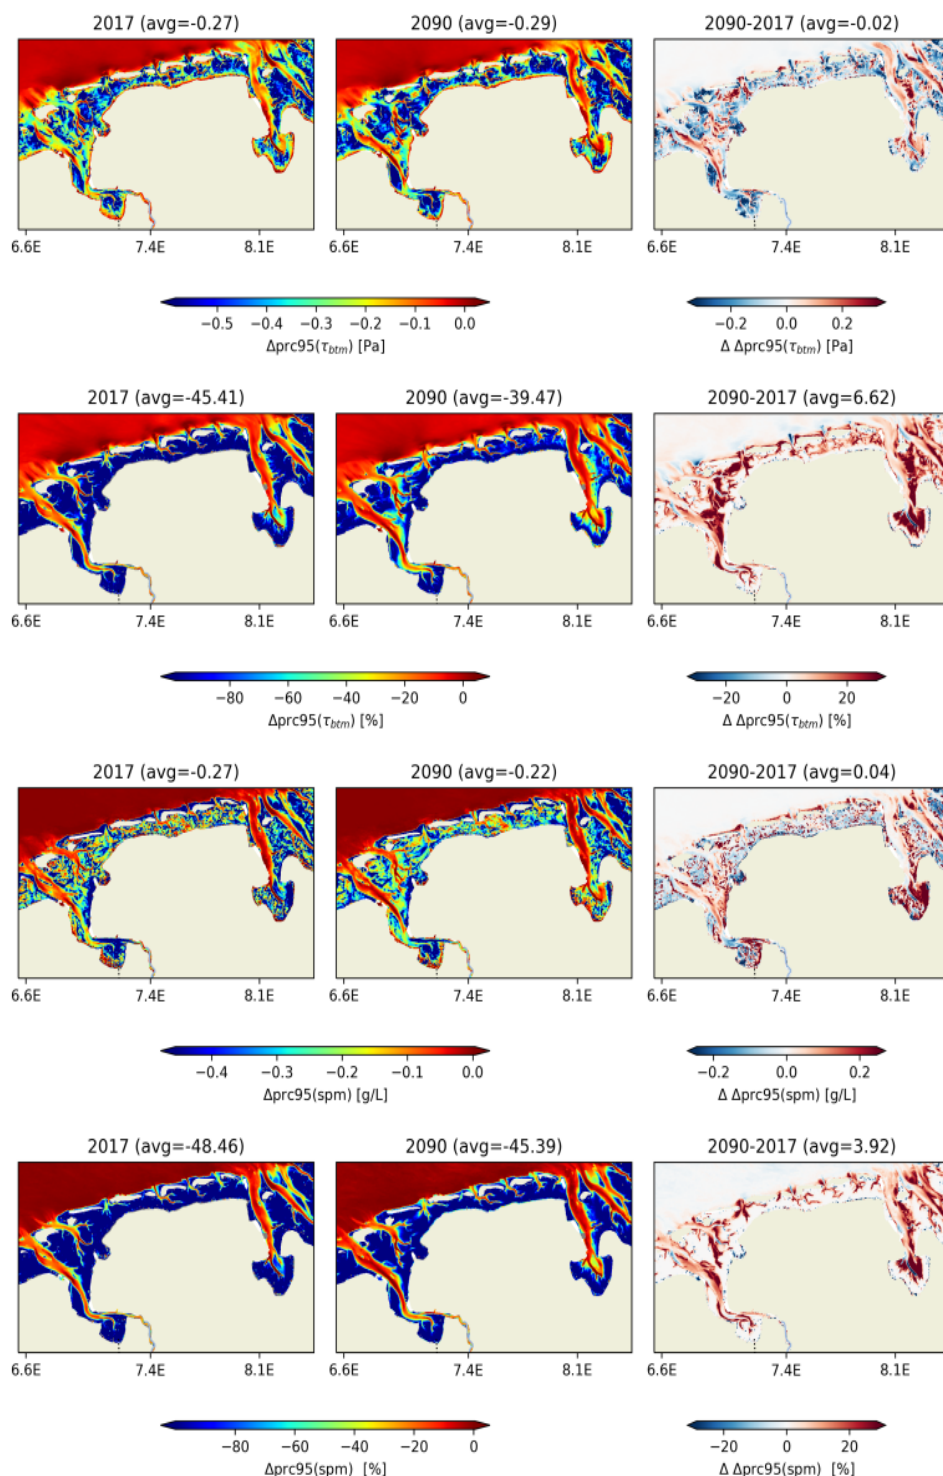 2017 (avg=-0.27) 2090 (avg=-0.29) 2090-2017 (avg=-0.02)
6.6E 7.4E 8.1E 6.6E 7.4E 8.1E 6.6E 7.4E 8.1E
−0.5 −0.4 −0.3 −0.2 −0.1 0.0 −0.2 0.0 0.2
Δprc95(τbtm) [Pa] Δ Δprc95(τbtm) [Pa]
2017 (avg=-45.41) 2090 (avg=-39.47) 2090-2017 (avg=6.62)
6.6E 7.4E 8.1E 6.6E 7.4E 8.1E 6.6E 7.4E 8.1E
−80 −60 −40 −20 0 −20 0 20
Δprc95(τbtm) [%] Δ Δprc95(τbtm) [%]
2017 (avg=-0.27) 2090 (avg=-0.22) 2090-2017 (avg=0.04)
6.6E 7.4E 8.1E 6.6E 7.4E 8.1E 6.6E 7.4E 8.1E
−0.4 −0.3 −0.2 −0.1 0.0 −0.2 0.0 0.2
Δprc95(spm) [g/L] Δ Δprc95(spm) [g/L]
2017 (avg=-48.46) 2090 (avg=-45.39) 2090-2017 (avg=3.92)
6.6E 7.4E 8.1E 6.6E 7.4E 8.1E 6.6E 7.4E 8.1E
−80 −60 −40 −20 0 −20 0 20
Δprc95(spm) [%] Δ Δprc95(spm) [%]